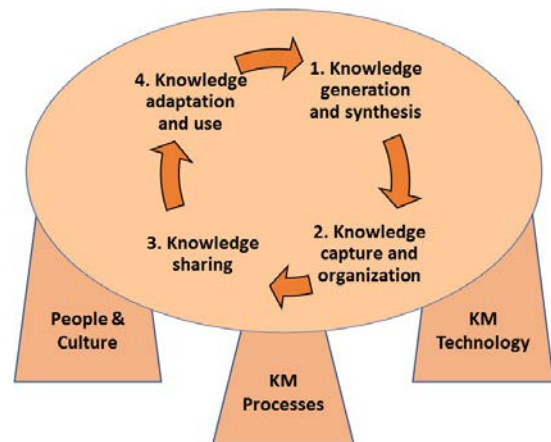 1. Knowledge
generation
and synthesis
2. Knowledge
capture and
organization
3. Knowledge
sharing
4. Knowledge
adaptation
and use
People &
Culture
KM
Processes
KM
Technology